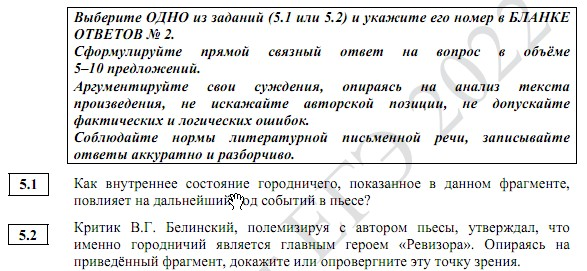 Выберите ОДНО из заданий (5.1 или 5.2) и укажите его номер в БЛАНКЕ
ОТВЕТОВ № 2.
Сформулируйте прямой связный ответ на вопрос в объёме
5–10 предложений.
Аргументируйте свои суждения, опираясь на анализ текста
произведения, не искажайте авторской позиции, не допускайте
фактических и логических ошибок.
Соблюдайте нормы литературной письменной речи, записывайте
ответы аккуратно и разборчиво.
5.1 Как внутреннее состояние городничего, показанное в данном фрагменте,
повлияет на дальнейший ход событий в пьесе?
5.2 Критик В.Г. Белинский, полемизируя с автором пьесы, утверждал, что
именно городничий является главным героем «Ревизора». Опираясь на
приведённый фрагмент, докажите или опровергните эту точку зрения.
ЕГЭ 2022